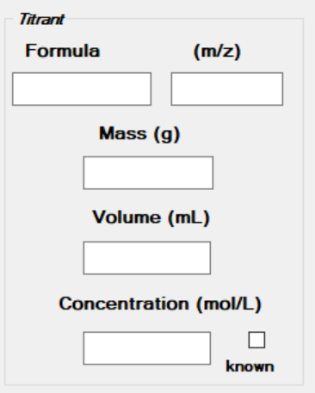 Titrant
Formula (m/z)
Mass (g)
Volume (mL)
Concentration (mol/L)
known